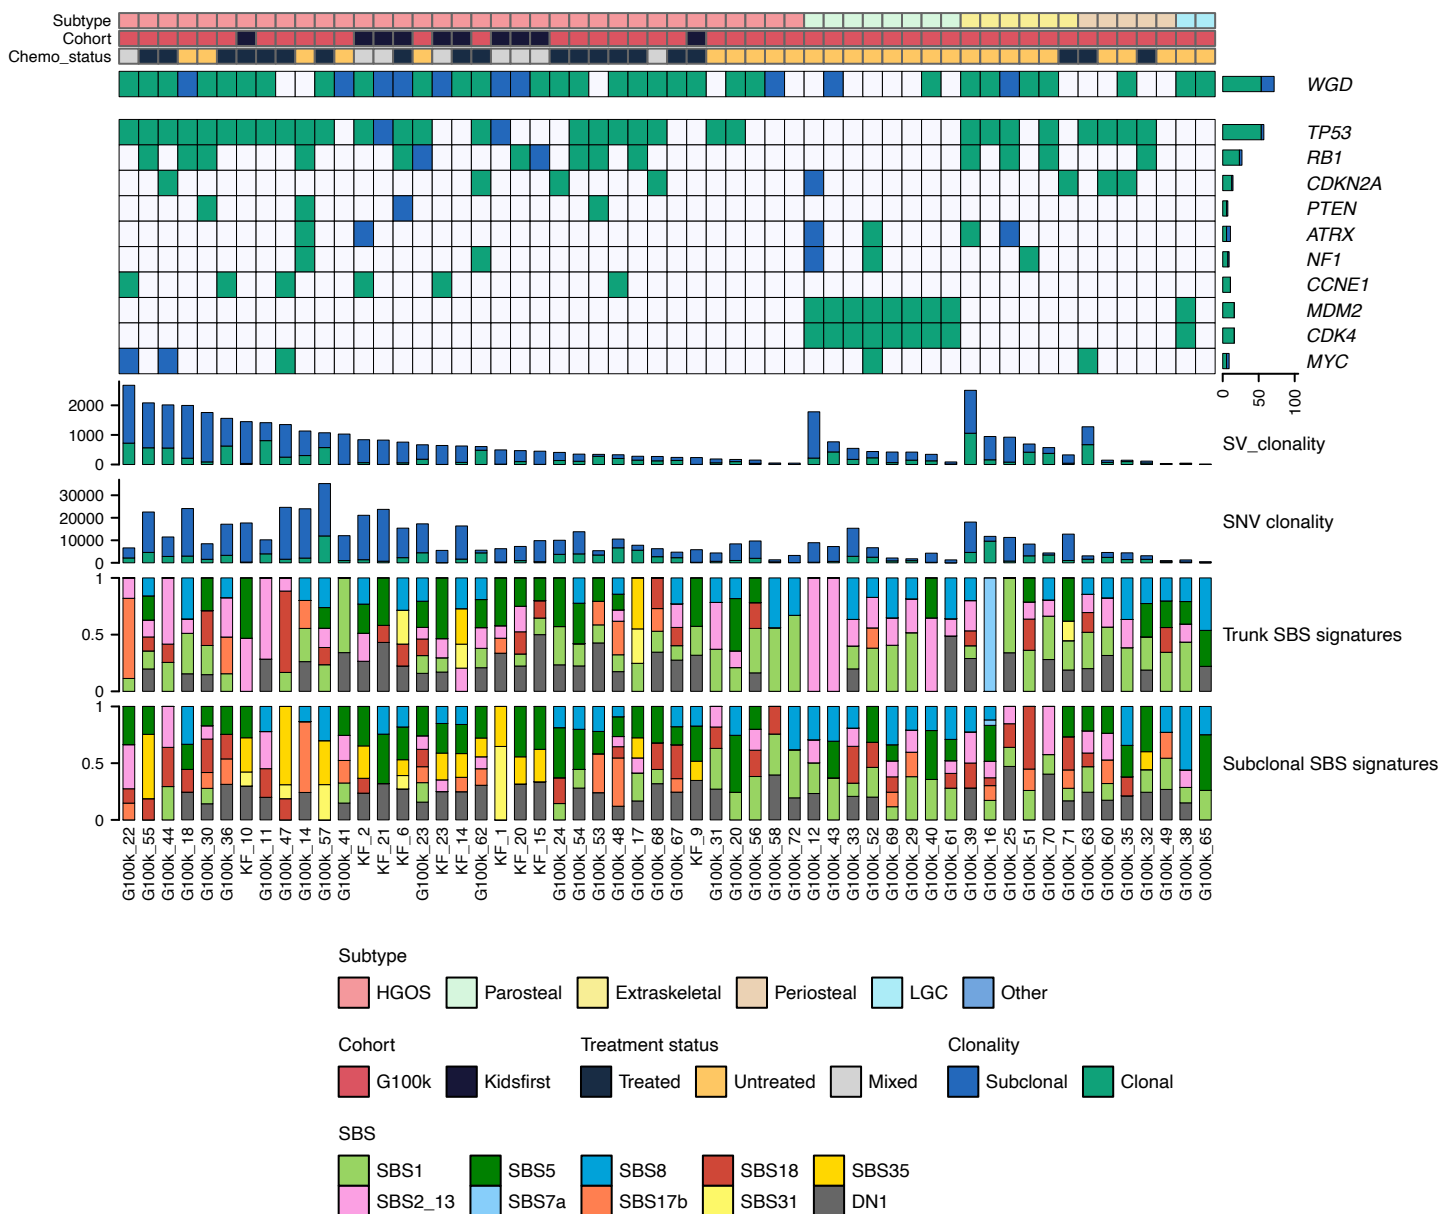 Subtype
Cohort
Chemo_status
WGD
TP53
RB1
CDKN2A
PTEN
ATRX
NF1
CCNE1
MDM2
CDK4
MYC
0 50 100
2000
1000
0
SV_clonality
30000
20000
10000
0
SNV clonality
1
0.5
0
Trunk SBS signatures
1
0.5
0
Subclonal SBS signatures
G100k_22
G100k_55
G100k_44
G100k_18
G100k_30
G100k_36
KF_10
G100k_11
G100k_47
G100k_14
G100k_57
G100k_41
KF_2
KF_21
KF_6
G100k_23
KF_23
KF_14
G100k_62
KF_1
KF_20
KF_15
G100k_24
G100k_54
G100k_53
G100k_48
G100k_17
G100k_68
G100k_67
KF_9
G100k_31
G100k_20
G100k_56
G100k_58
G100k_72
G100k_12
G100k_43
G100k_33
G100k_52
G100k_69
G100k_29
G100k_40
G100k_61
G100k_39
G100k_16
G100k_25
G100k_51
G100k_70
G100k_71
G100k_63
G100k_60
G100k_35
G100k_32
G100k_49
G100k_38
G100k_65
Subtype
HGOS Parosteal Extraskeletal Periosteal LGC Other
Cohort Treatment status Clonality
G100k Kidsfirst Treated Untreated Mixed Subclonal Clonal
SBS
SBS1 SBS5 SBS8 SBS18 SBS35
SBS2_13 SBS7a SBS17b SBS31 DN1